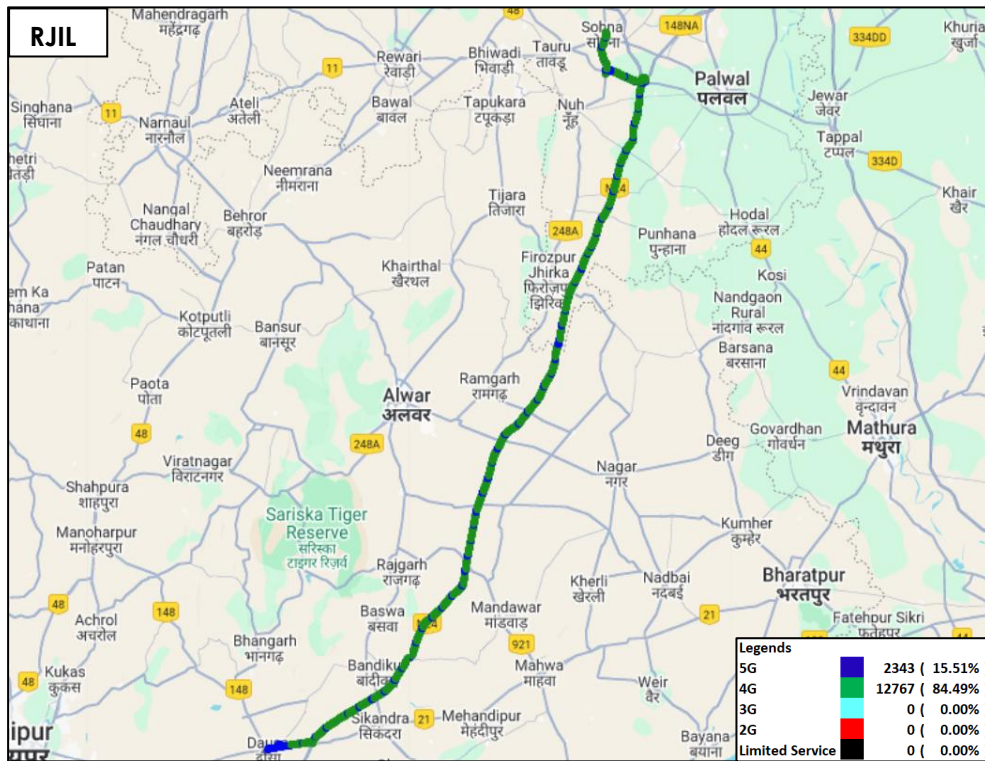 RJIL
Mahendragarh
महेंद्रगढ़
48
Sohna
148NA
334DD
Khuria
खुर्जा
Rewari
रेवाड़ी
Bhiwadi
भिवाड़ी
Tauru
तावडू
11
Palwal
पलवल
Singhana
सिंघाना
11
Ateli
अतेली
Bawal
बावल
Tapukara
टपूकड़ा
Nuh
नूँह
Jewar
जेवर
Narnaul
नारनौल
Tappal
टप्पल
334D
Neemrana
नीमराना
Tijara
तिजारा
Khair
खैर
Nangal
Chaudhary
नंगल चौधरी
Behror
बहरोड़
248A
Punhana
पुन्हाना
Hodal
होदल रूरल
44
Patan
पाटन
Khairthal
खैरथल
Firozpur
Jhirka
Kosi
Kotputli
कोटपूतली
Bansur
बानसूर
Nandgaon
Rural
नांदगांव रूरल
Barsana
बरसाना
Paota
पोता
Alwar
अलवर
Ramgarh
रामगढ़
44
Vrindavan
वृन्दावन
48
248A
Govardhan
गोवर्धन
Mathura
मथुरा
Deeg
डीग
Viratnagar
विराटनगर
Nagar
नगर
Shahpura
शाहपुरा
Sariska Tiger
Reserve
सरिस्का
टाइगर रिज़र्व
Kumher
कुम्हेर
Manoharpur
मनोहरपुरा
Rajgarh
राजगढ़
Kherli
खेरली
Nadbai
नदबई
Bharatpur
भरतपुर
48
148
Achrol
अचरोल
Baswa
बसवा
Mandawar
मांडवाड़
21
Fatehpur Sikri
Bhangarh
भानगढ़
921
Mahwa
माहवा
Kukas
कुकस
48
148
Weir
वैर
Sikandra
सिकंदरा
21
Mehandipur
मेहंदीपुर
Bayana
बयाना
ipur
Legends
5G 2343 ( 15.51%
4G 12767 ( 84.49%
3G 0 ( 0.00%
2G 0 ( 0.00%
Limited Service 0 ( 0.00%